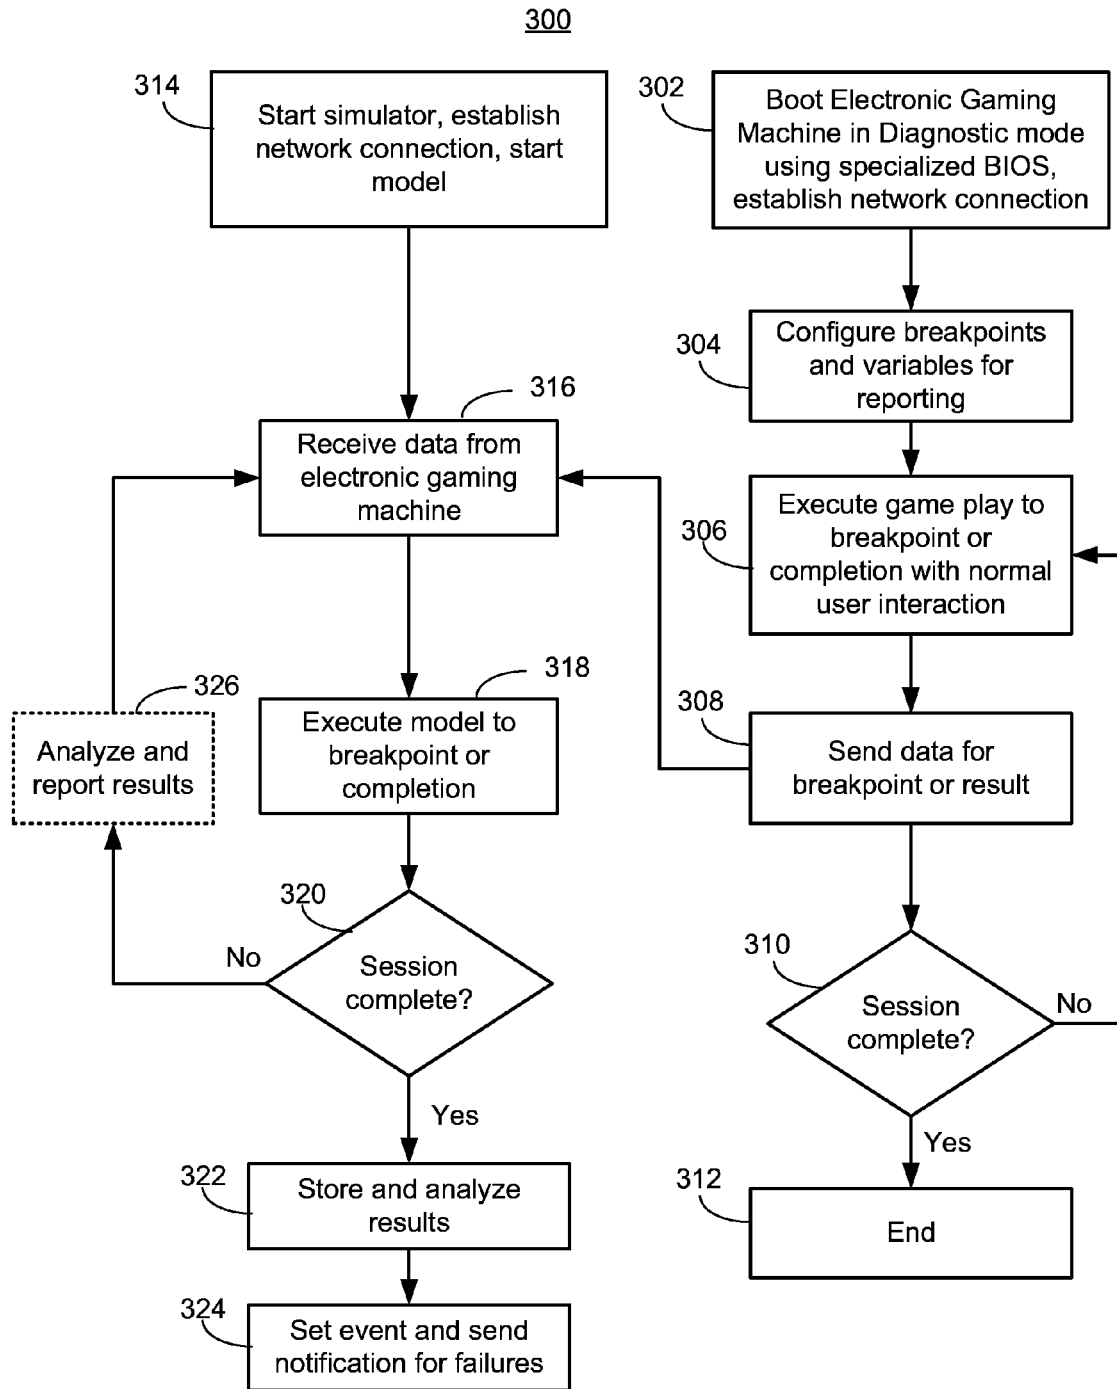 300
314
Start simulator, establish
network connection, start
model
302
Boot Electronic Gaming
Machine in Diagnostic mode
using specialized BIOS,
establish network connection
304
Configure breakpoints
and variables for
reporting
316
Receive data from
electronic gaming
machine
306
Execute game play to
breakpoint or
completion with normal
user interaction
326
Analyze and
report results
318
Execute model to
breakpoint or
completion
308
Send data for
breakpoint or result
320
No
Session
complete?
Yes
310
Session
complete?
No
Yes
322
Store and analyze
results
312
End
324
Set event and send
notification for failures